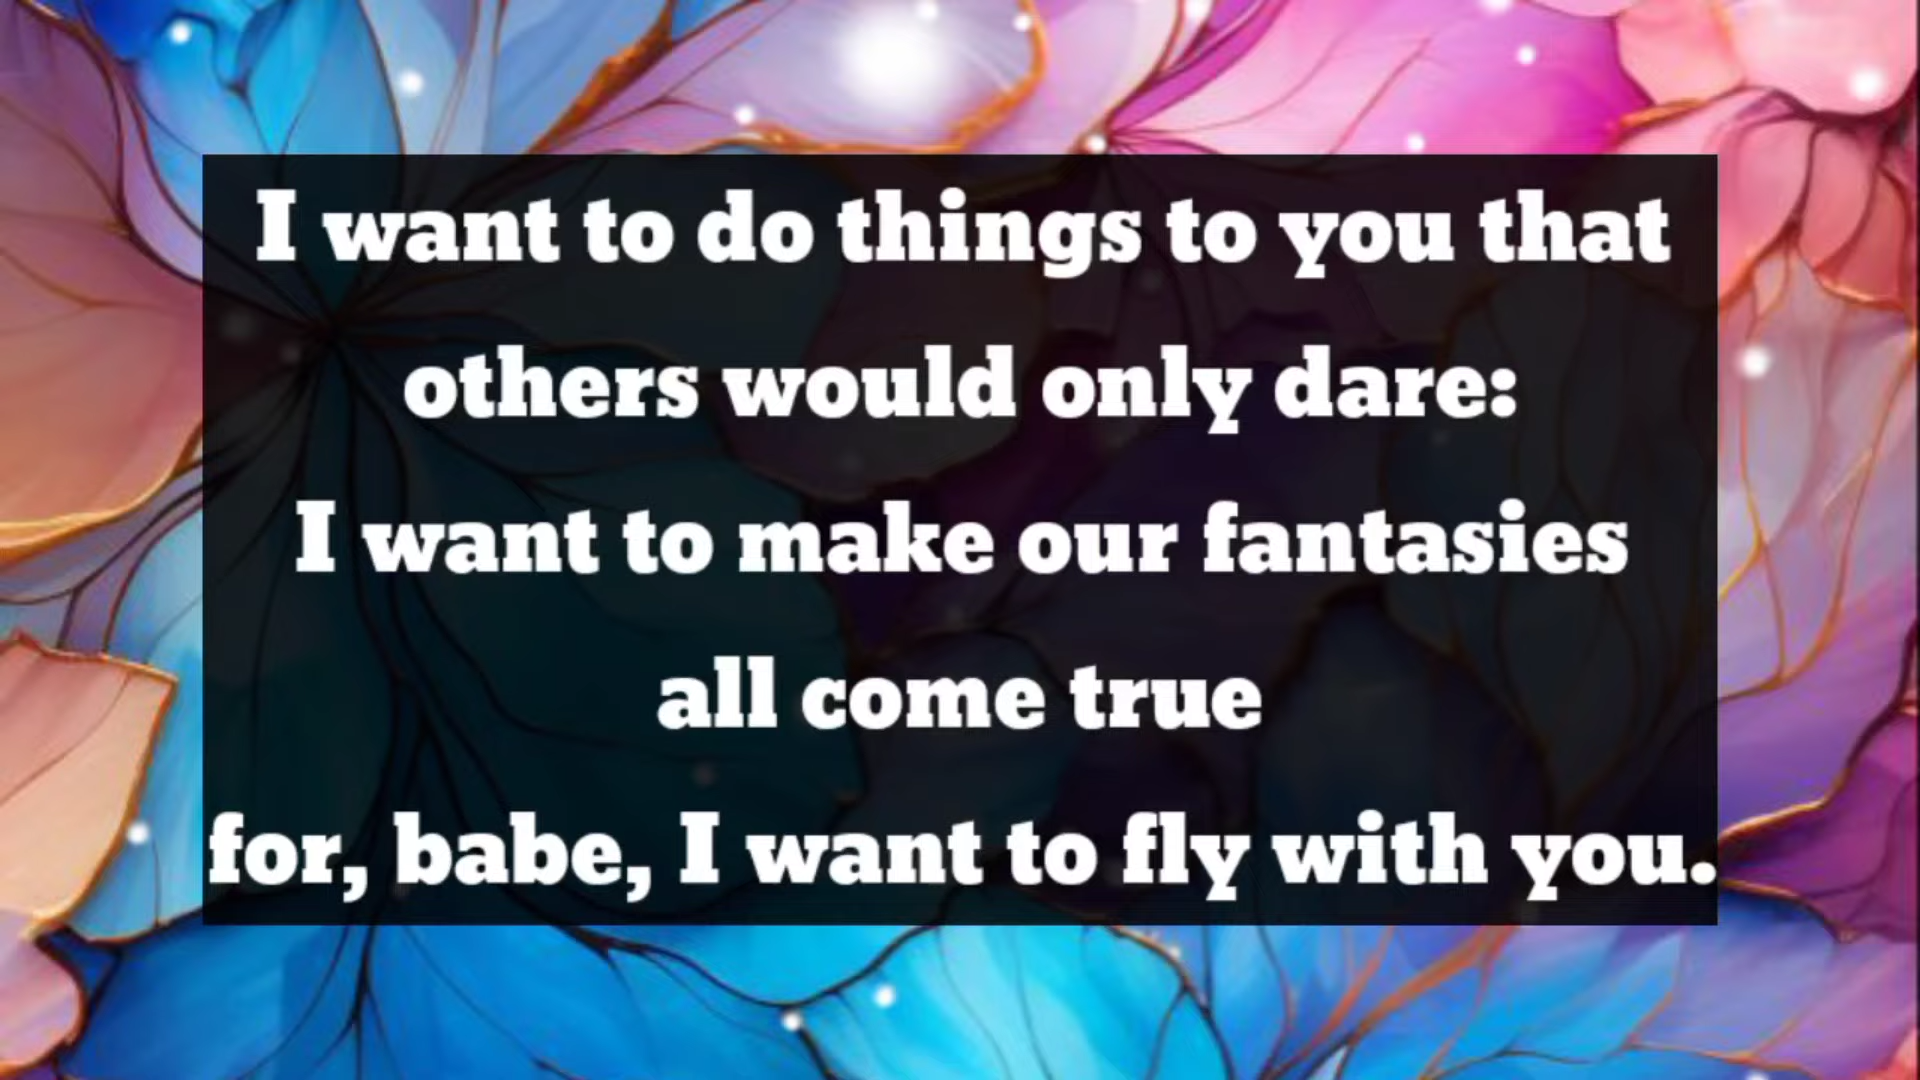 I want to do things to you that
others would only dare:
I want to make our fantasies
all come true
for, babe, I want to fly with you.